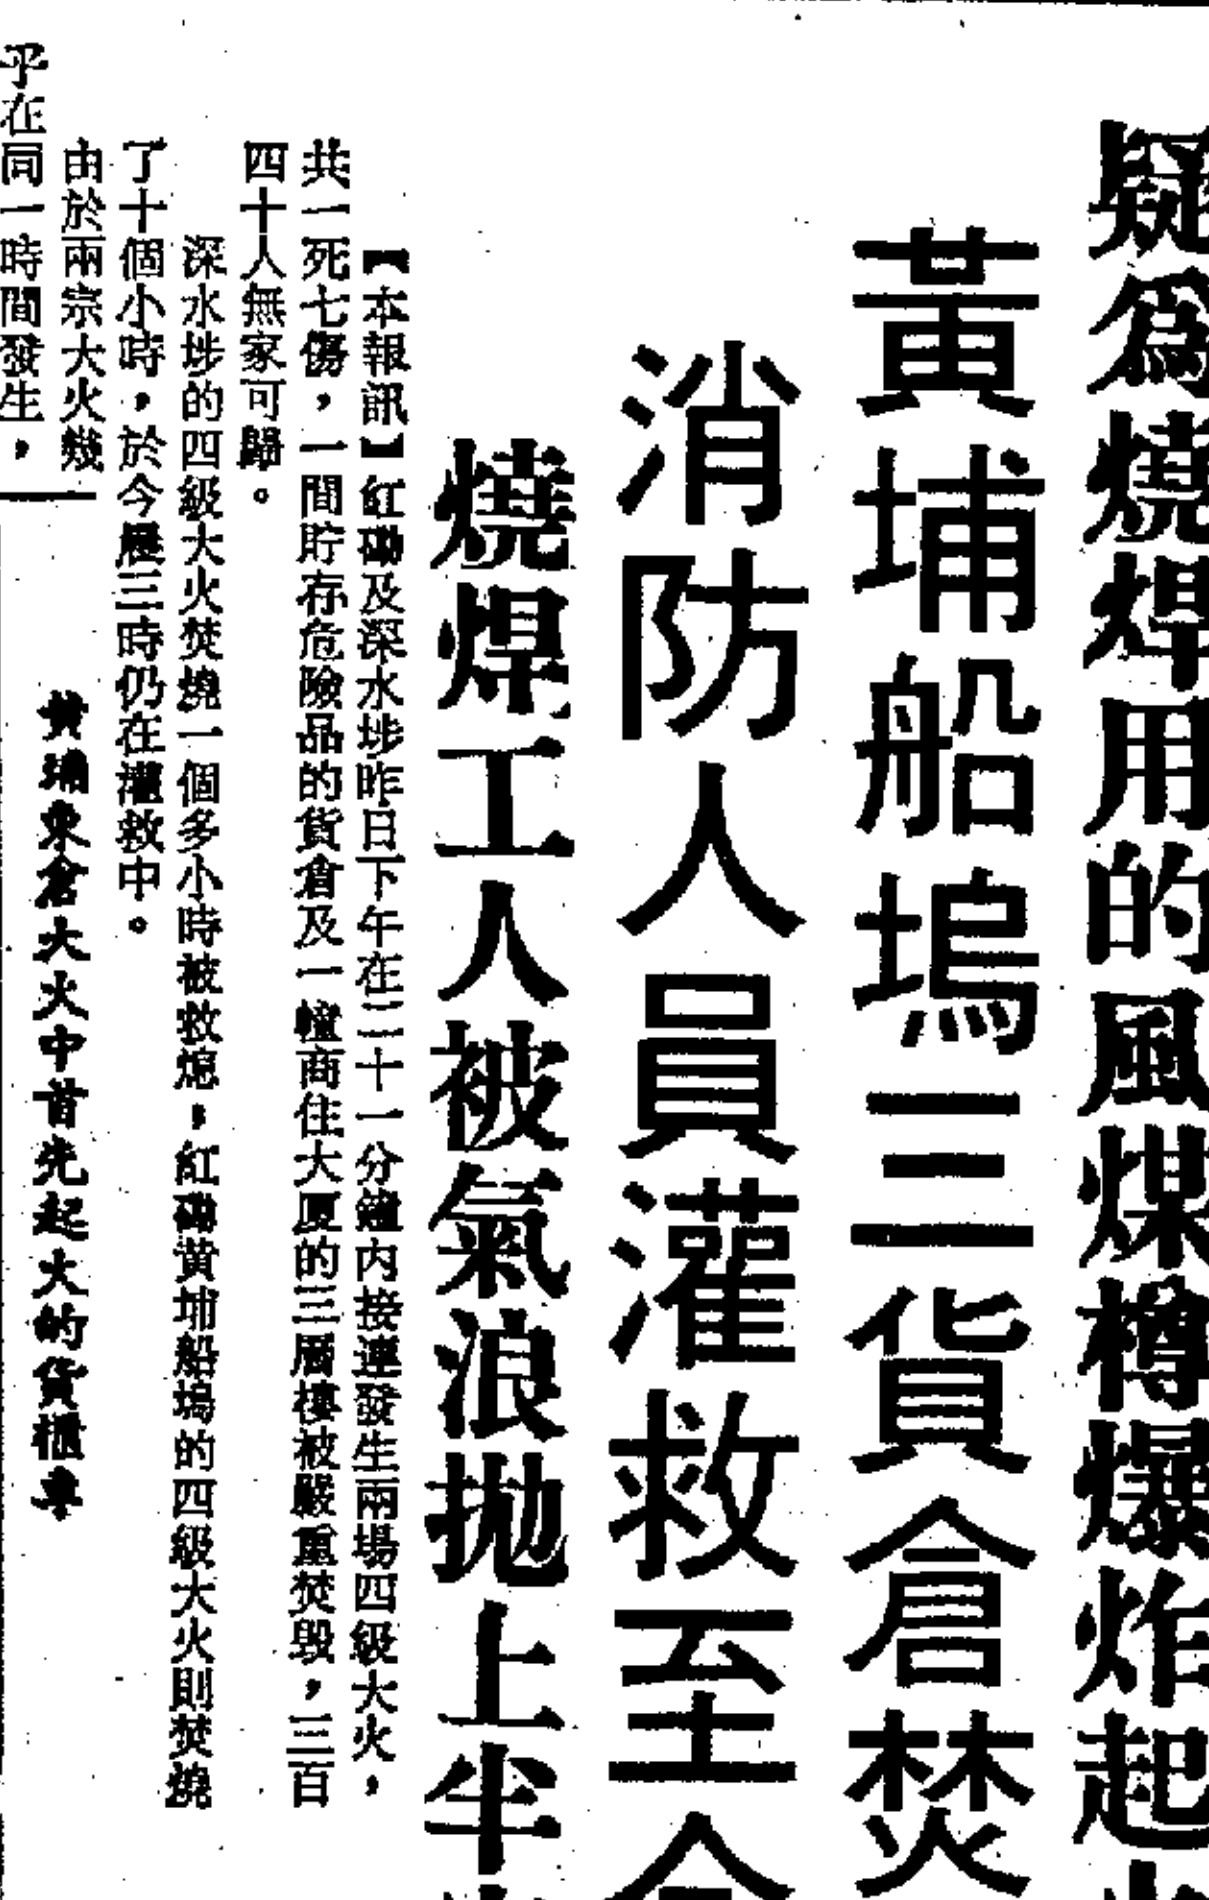 疑為燒焊用的風煤樽爆炸起
黃埔船塢三貨倉焚
消防人員灌救至
燒焊工人被氣浪拋上半
【本報訊】紅磡及深水埗昨日下午在二十一分鐘內接連發生兩場四級大火，
共一死七傷，一間貯存危險品的貨倉及一幢商住大厦的三層樓被嚴重焚毀，三百
四十人無家可歸。
深水埗的四級大火焚燒一個多小時被救熄，紅磡黃埔船塢的四級大火則焚燒
了十個小時，於今晨三時仍在灌救中。
由於兩宗大火幾
乎在同一時間發生，
黃埔東倉大火中首先起火的貨櫃車